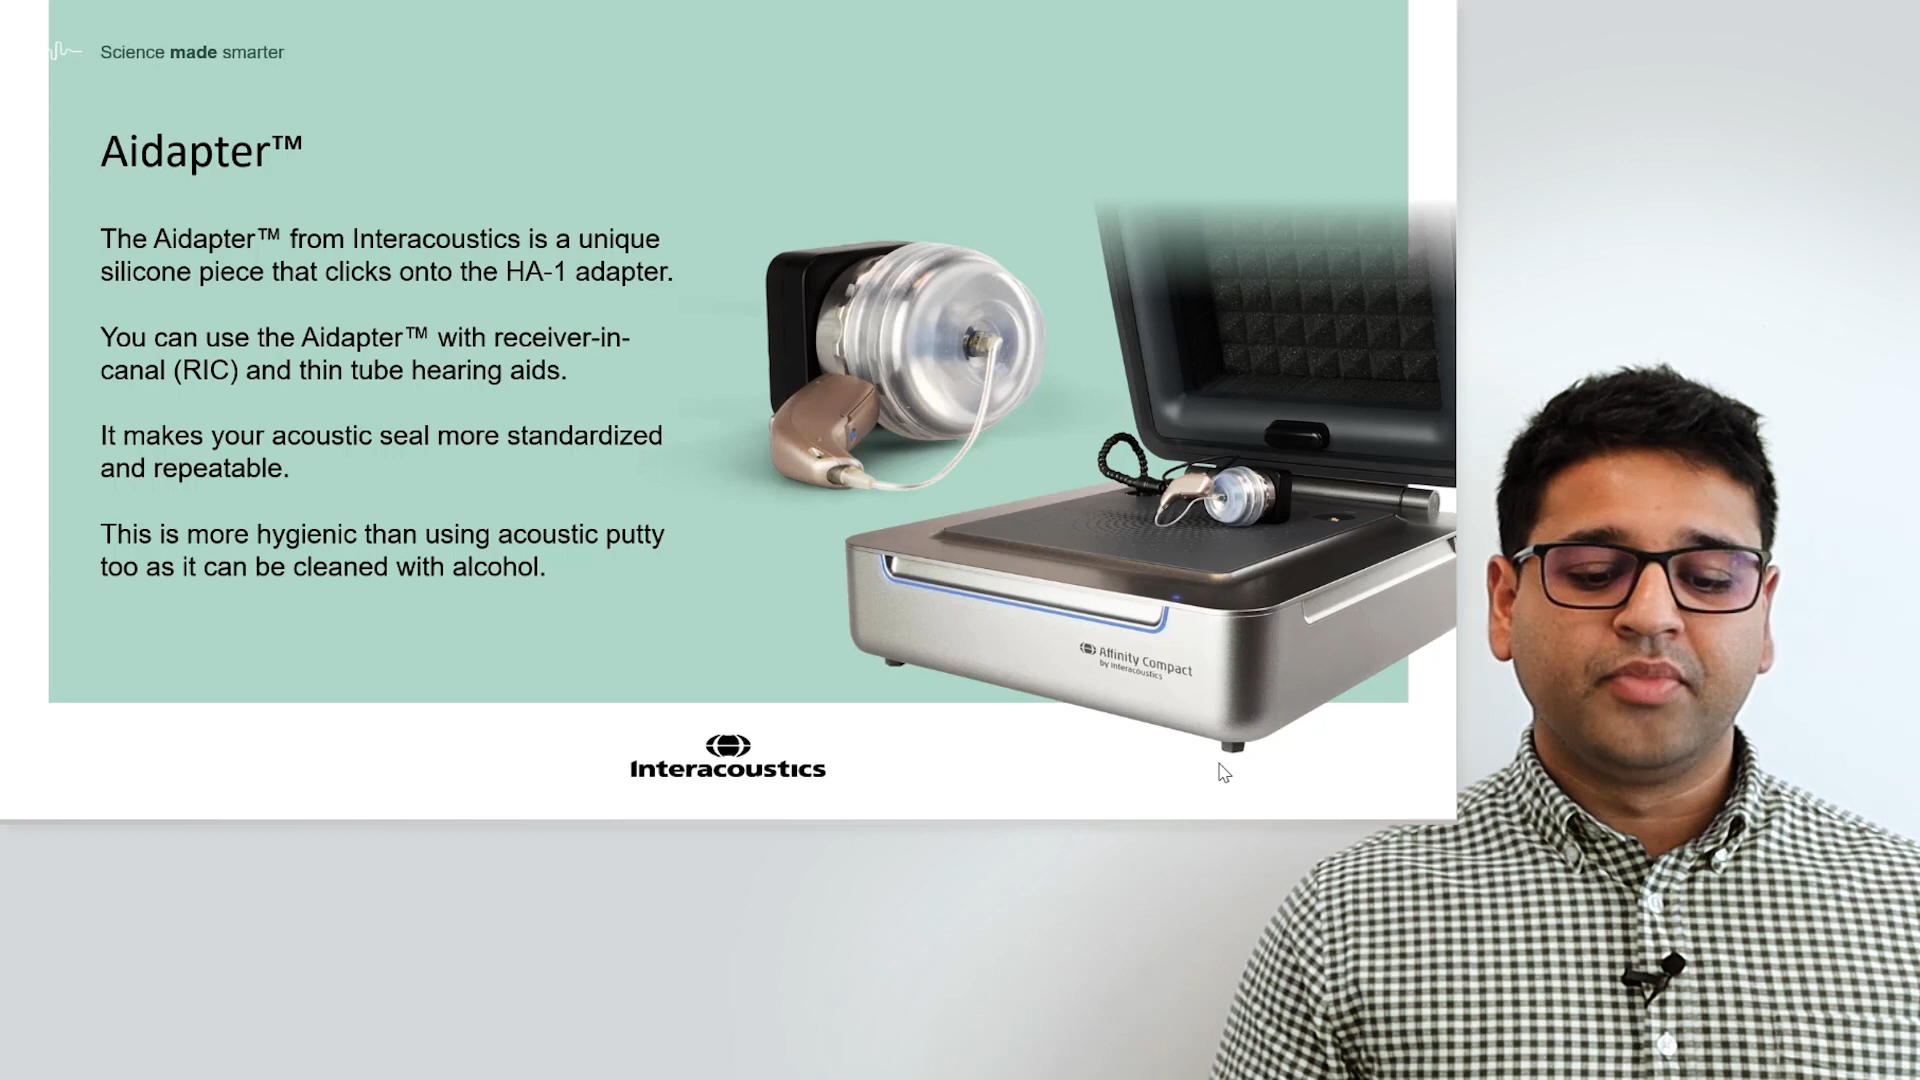 Science made smarter
Aidapter™
The Aidapter™ from Interacoustics is a unique
silicone piece that clicks onto the HA-1 adapter.
You can use the Aidapter™ with receiver-in-
canal (RIC) and thin tube hearing aids.
It makes your acoustic seal more standardized
and repeatable.
This is more hygienic than using acoustic putty
too as it can be cleaned with alcohol.
Affinity Compact
by Interacoustics
Interacoustics